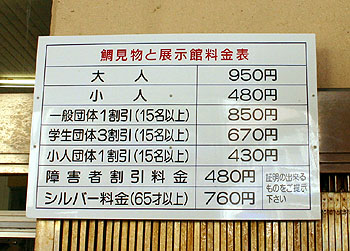 鯛見物と展示館料金表
大人 950円
小人 480円
一般団体1割引(15名以上) 850円
学生団体3割引(15名以上) 670円
小人団体1割引(15名以上) 430円
障害者割引料金 480円 証明の出来る
シルバー料金(65才以上) 760円 ものをご提示
下さい